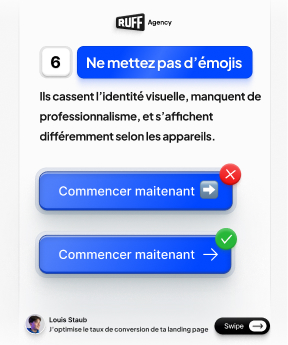 RUFF Agency
6 Ne mettez pas d'émojis
Ils cassent l'identité visuelle, manquent de
professionnalisme, et s'affichent
différemment selon les appareils.
Commencer maitenant ➡️
Commencer maitenant →
Louis Staub
J'optimise le taux de conversion de ta landing page
Swipe →